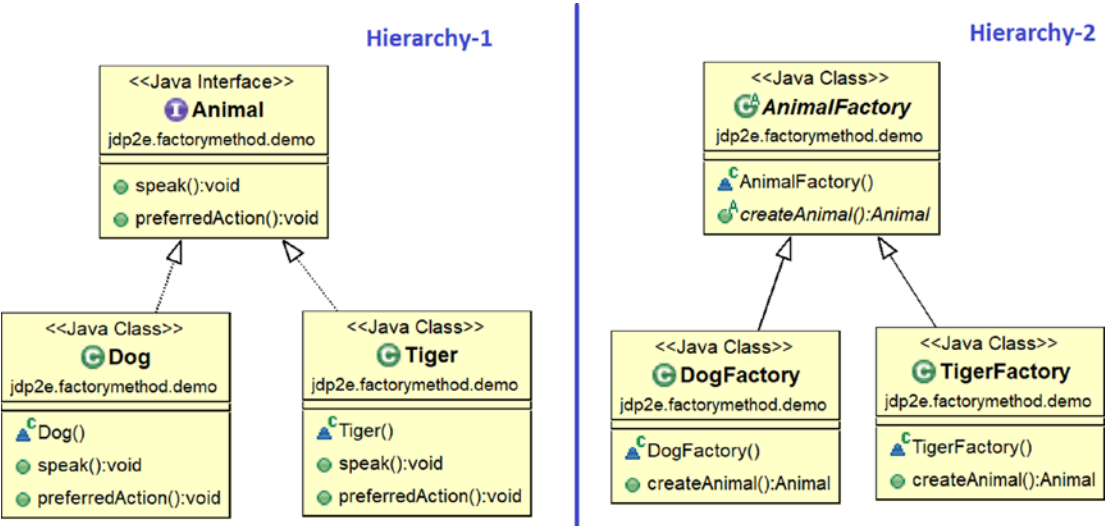 Hierarchy-1
<<Java Interface>>
I Animal
jdp2e.factorymethod.demo
speak():void
preferredAction():void
<<Java Class>>
C Dog
jdp2e.factorymethod.demo
C Dog()
speak():void
preferredAction():void
<<Java Class>>
C Tiger
jdp2e.factorymethod.demo
C Tiger()
speak():void
preferredAction():void
Hierarchy-2
<<Java Class>>
C A AnimalFactory
jdp2e.factorymethod.demo
C AnimalFactory()
A createAnimal():Animal
<<Java Class>>
C DogFactory
jdp2e.factorymethod.demo
C DogFactory()
createAnimal():Animal
<<Java Class>>
C TigerFactory
jdp2e.factorymethod.demo
C TigerFactory()
createAnimal():Animal